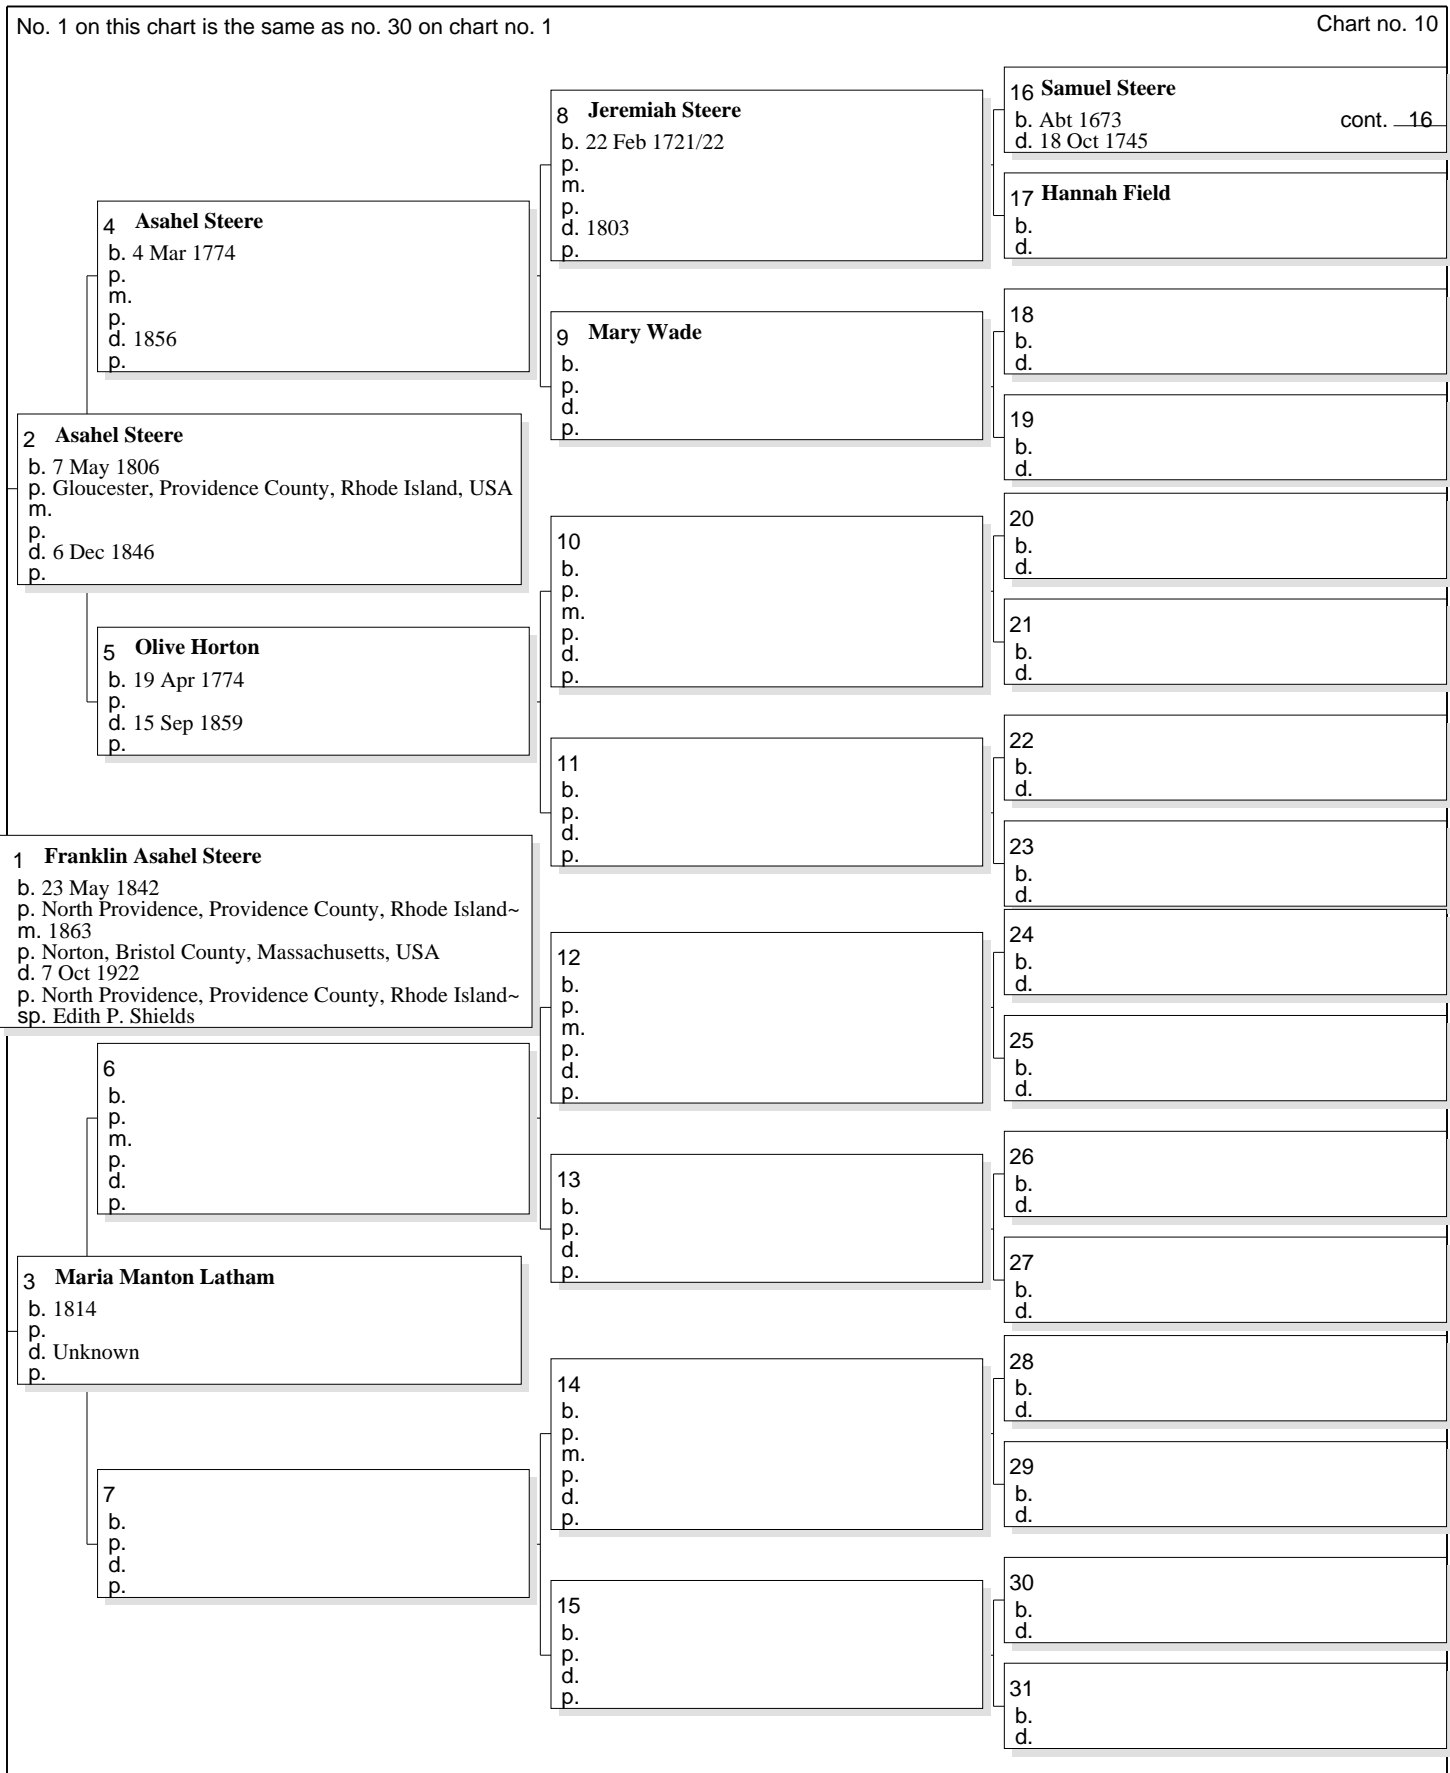 No. 1 on this chart is the same as no. 30 on chart no. 1
Chart no. 10
16 Samuel Steere
b. Abt 1673 cont. 16
d. 18 Oct 1745
8 Jeremiah Steere
b. 22 Feb 1721/22
p.
m.
p.
d. 1803
p.
17 Hannah Field
b.
d.
4 Asahel Steere
b. 4 Mar 1774
p.
m.
p.
d. 1856
p.
9 Mary Wade
b.
p.
d.
p.
18
b.
d.
19
b.
d.
2 Asahel Steere
b. 7 May 1806
p. Gloucester, Providence County, Rhode Island, USA
m.
p.
d. 6 Dec 1846
p.
10
b.
p.
m.
p.
d.
p.
20
b.
d.
21
b.
d.
5 Olive Horton
b. 19 Apr 1774
p.
d. 15 Sep 1859
p.
11
b.
p.
d.
p.
22
b.
d.
23
b.
d.
1 Franklin Asahel Steere
b. 23 May 1842
p. North Providence, Providence County, Rhode Island~
m. 1863
p. Norton, Bristol County, Massachusetts, USA
d. 7 Oct 1922
p. North Providence, Providence County, Rhode Island~
sp. Edith P. Shields
12
b.
p.
m.
p.
d.
p.
24
b.
d.
25
b.
d.
6
b.
p.
m.
p.
d.
p.
13
b.
p.
d.
p.
26
b.
d.
27
b.
d.
3 Maria Manton Latham
b. 1814
p.
d. Unknown
p.
14
b.
p.
m.
p.
d.
p.
28
b.
d.
29
b.
d.
7
b.
p.
d.
p.
15
b.
p.
d.
p.
30
b.
d.
31
b.
d.